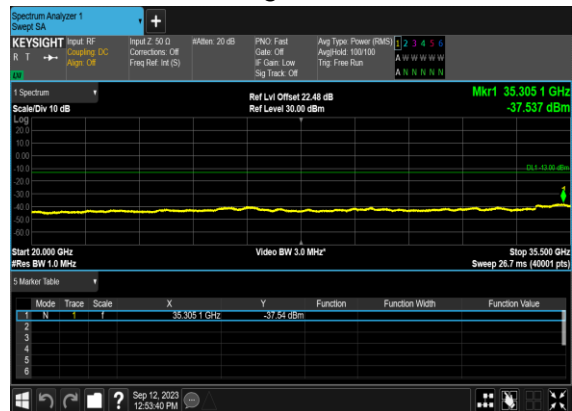 Spectrum Analyzer 1
Swept SA
KEYSIGHT Input: RF Input Z: 50 Ω #Atten: 20 dB PNO: Fast Avg Type: Power (RMS) 1 2 3 4 5 6
R T Coupling: DC Corrections: Off Gate: Off Avg|Hold: 100/100 A W W W W W
Align: Off Freq Ref: Int (S) IF Gain: Low Trig: Free Run
Sig Track: Off A N N N N N
1 Spectrum
Scale/Div 10 dB
Ref Lvl Offset 22.48 dB
Ref Level 30.00 dBm
Mkr1 35.305 1 GHz
-37.537 dBm
Log
20.0
10.0
0.00
-10.0
DL1 -13.00 dBm
-20.0
-30.0
1
-40.0
-50.0
-60.0
Start 20.000 GHz Video BW 3.0 MHz* Stop 35.500 GHz
#Res BW 1.0 MHz Sweep 26.7 ms (40001 pts)
5 Marker Table
Mode Trace Scale X Y Function Function Width Function Value
1 N 1 f 35.305 1 GHz -37.54 dBm
2
3
4
5
6
Sep 12, 2023
12:53:40 PM